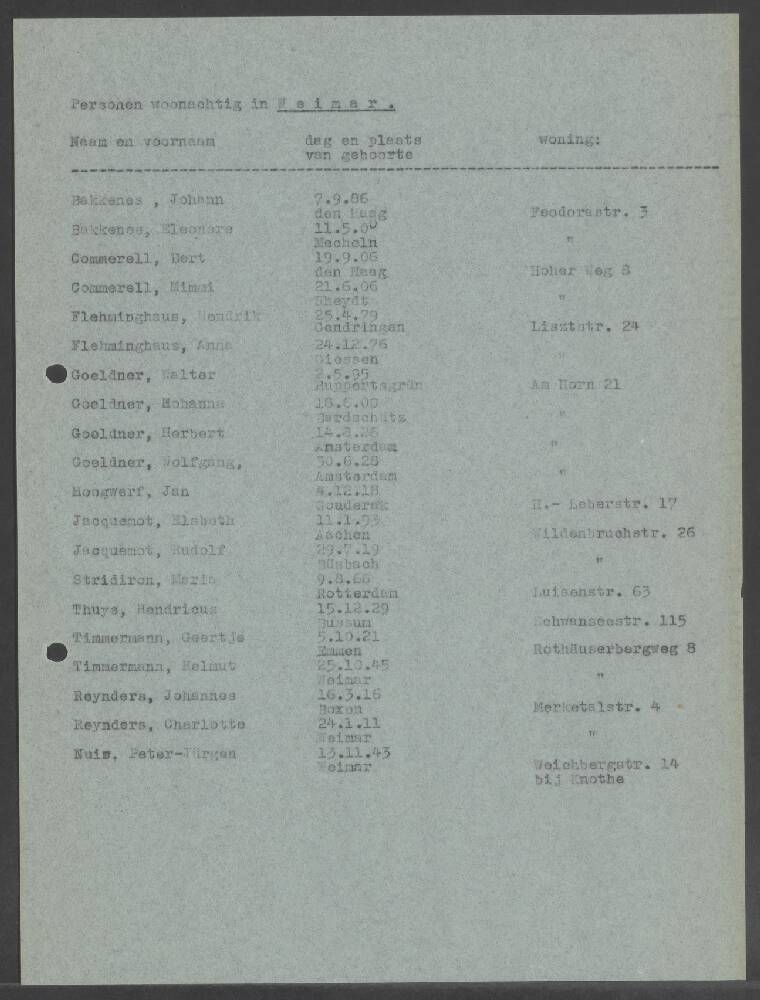 Personen woonachtig in Weimar.
Naam en voornaam dag en plaats woning:
van geboorte
Bakkenes , Johann 7.9.86
den Haag Feodorastr. 3
Bakkenes, Eleonore 11.5.0
Mecheln "
Commerell, Bert 19.9.06
den Haag Hoher Weg 8
Commerell, Mimmi 21.6.06
Rheydt "
Flehminghaus, Hendrik 25.4.79
Gendringen Lisztstr. 24
Flehminghaus, Anna 24.12.76
Giessen "
Goeldner, Walter 2.5.95
Ruppertsgrün Am Horn 21
Goeldner, Hohanna 18.6.00
"
Goeldner, Herbert 14.8.26
Amsterdam "
Goeldner, Wolfgang, 30.6.28
Amsterdam "
Hoogwerf, Jan 4.12.18
Gouderak H.- Leberstr. 17
Jacquemot, Elsbeth 11.1.93
Aachen Wildenbruchstr. 26
Jacquemot, Rudolf 29.7.19
Büsbach "
Stridiron, Maria 9.8.66
Rotterdam Luisenstr. 63
Thuys, Hendricus 15.12.29
Bussum Schwanseestr. 115
Timmermann, Geertje 5.10.21
Emmen Rothäuserbergweg 8
Timmermann, Helmut 25.10.45
Weimar "
Reynders, Johannes 16.3.16
Boxen Merketalstr. 4
Reynders, Charlotte 24.1.11
Weimar "
Nuis, Peter-Jürgen 13.11.43
Weimar Weichbergstr. 14
bij Knothe